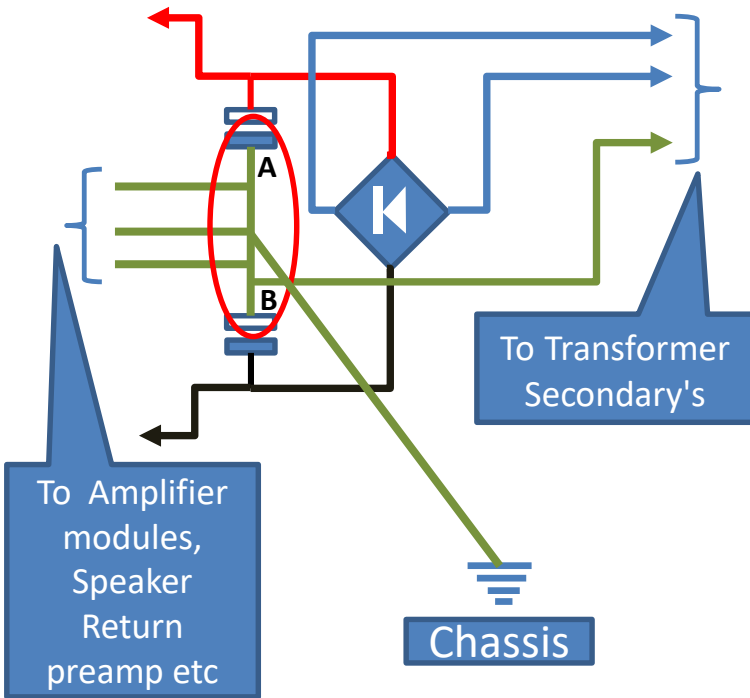 A
B
To Transformer
Secondary's
To Amplifier
modules,
Speaker
Return
preamp etc
Chassis